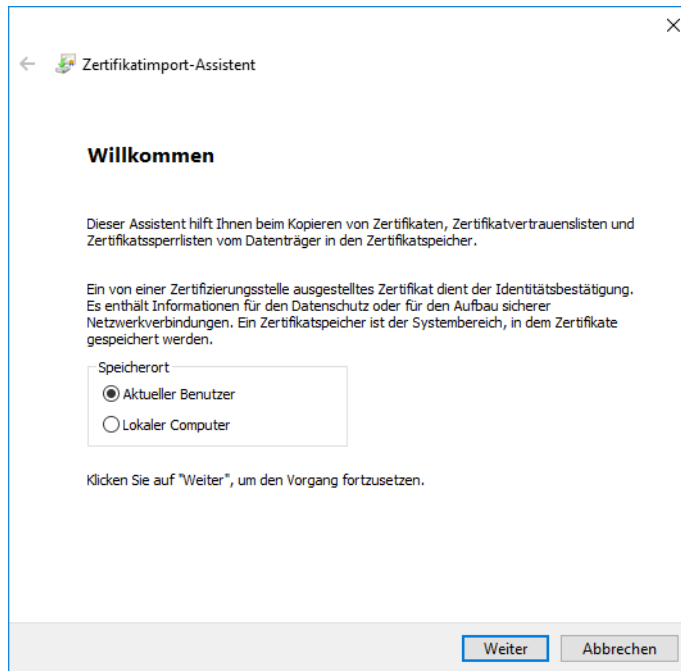 Zertifikatimport-Assistent
Willkommen
Dieser Assistent hilft Ihnen beim Kopieren von Zertifikaten, Zertifikatvertrauenslisten und
Zertifikatssperrlisten vom Datenträger in den Zertifikatspeicher.
Ein von einer Zertifizierungsstelle ausgestelltes Zertifikat dient der Identitätsbestätigung.
Es enthält Informationen für den Datenschutz oder für den Aufbau sicherer
Netzwerkverbindungen. Ein Zertifikatspeicher ist der Systembereich, in dem Zertifikate
gespeichert werden.
Speicherort
Aktueller Benutzer
Lokaler Computer
Klicken Sie auf "Weiter", um den Vorgang fortzusetzen.
Weiter Abbrechen